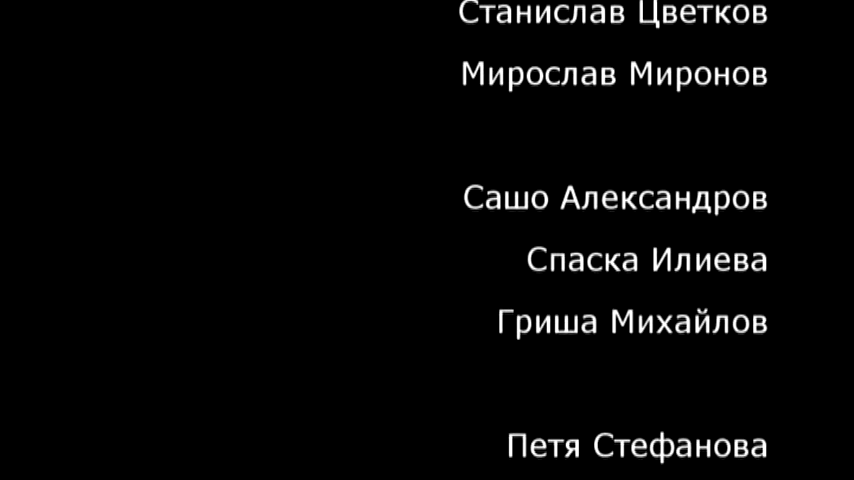 Станислав Цветков
Мирослав Миронов
Сашо Александров
Спаска Илиева
Гриша Михайлов
Петя Стефанова